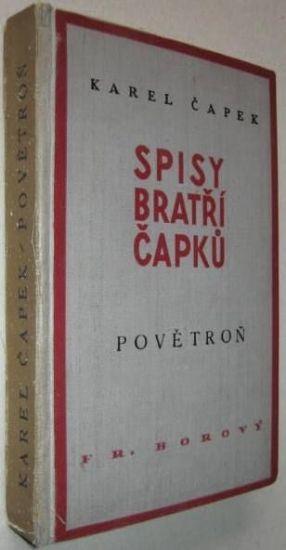 KAREL ČAPEK
SPISY
BRATŘÍ
ČAPKŮ
POVĚTROŇ
FR. BOROVÝ
KAREL ČAPEK - POVĚTROŇ